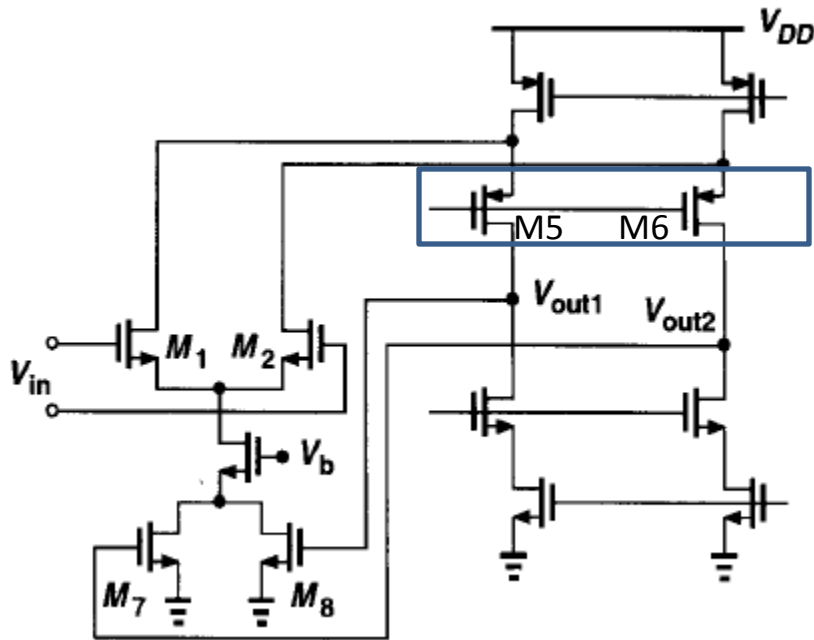 V_DD
M5 M6
V_out1
V_out2
M_1 M_2
V_in
V_b
M_7 M_8